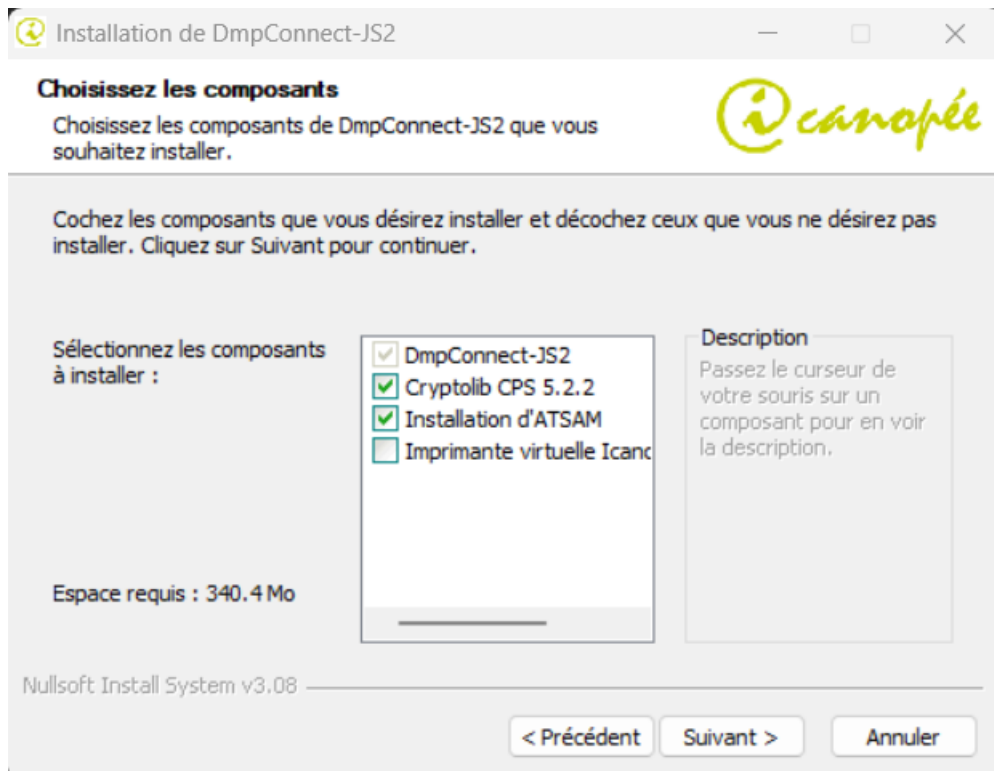 Installation de DmpConnect-JS2
Choisissez les composants
Choisissez les composants de DmpConnect-JS2 que vous
souhaitez installer.
icanopée
Cochez les composants que vous désirez installer et décochez ceux que vous ne désirez pas
installer. Cliquez sur Suivant pour continuer.
Sélectionnez les composants
à installer :
DmpConnect-JS2
Cryptolib CPS 5.2.2
Installation d'ATSAM
Imprimante virtuelle Icanc
Description
Passez le curseur de
votre souris sur un
composant pour en voir
la description.
Espace requis : 340.4 Mo
Nullsoft Install System v3.08
< Précédent
Suivant >
Annuler